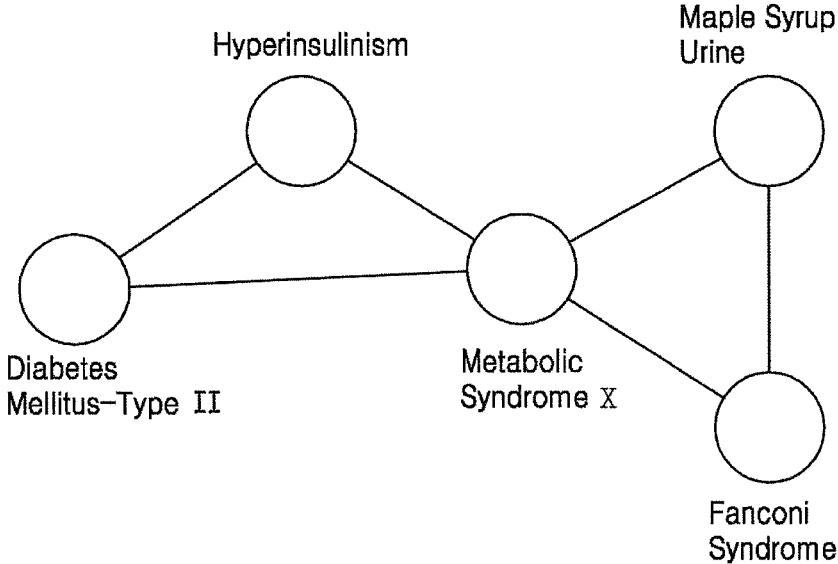 Hyperinsulinism
Maple Syrup
Urine
Diabetes
Mellitus-Type II
Metabolic
Syndrome X
Fanconi
Syndrome